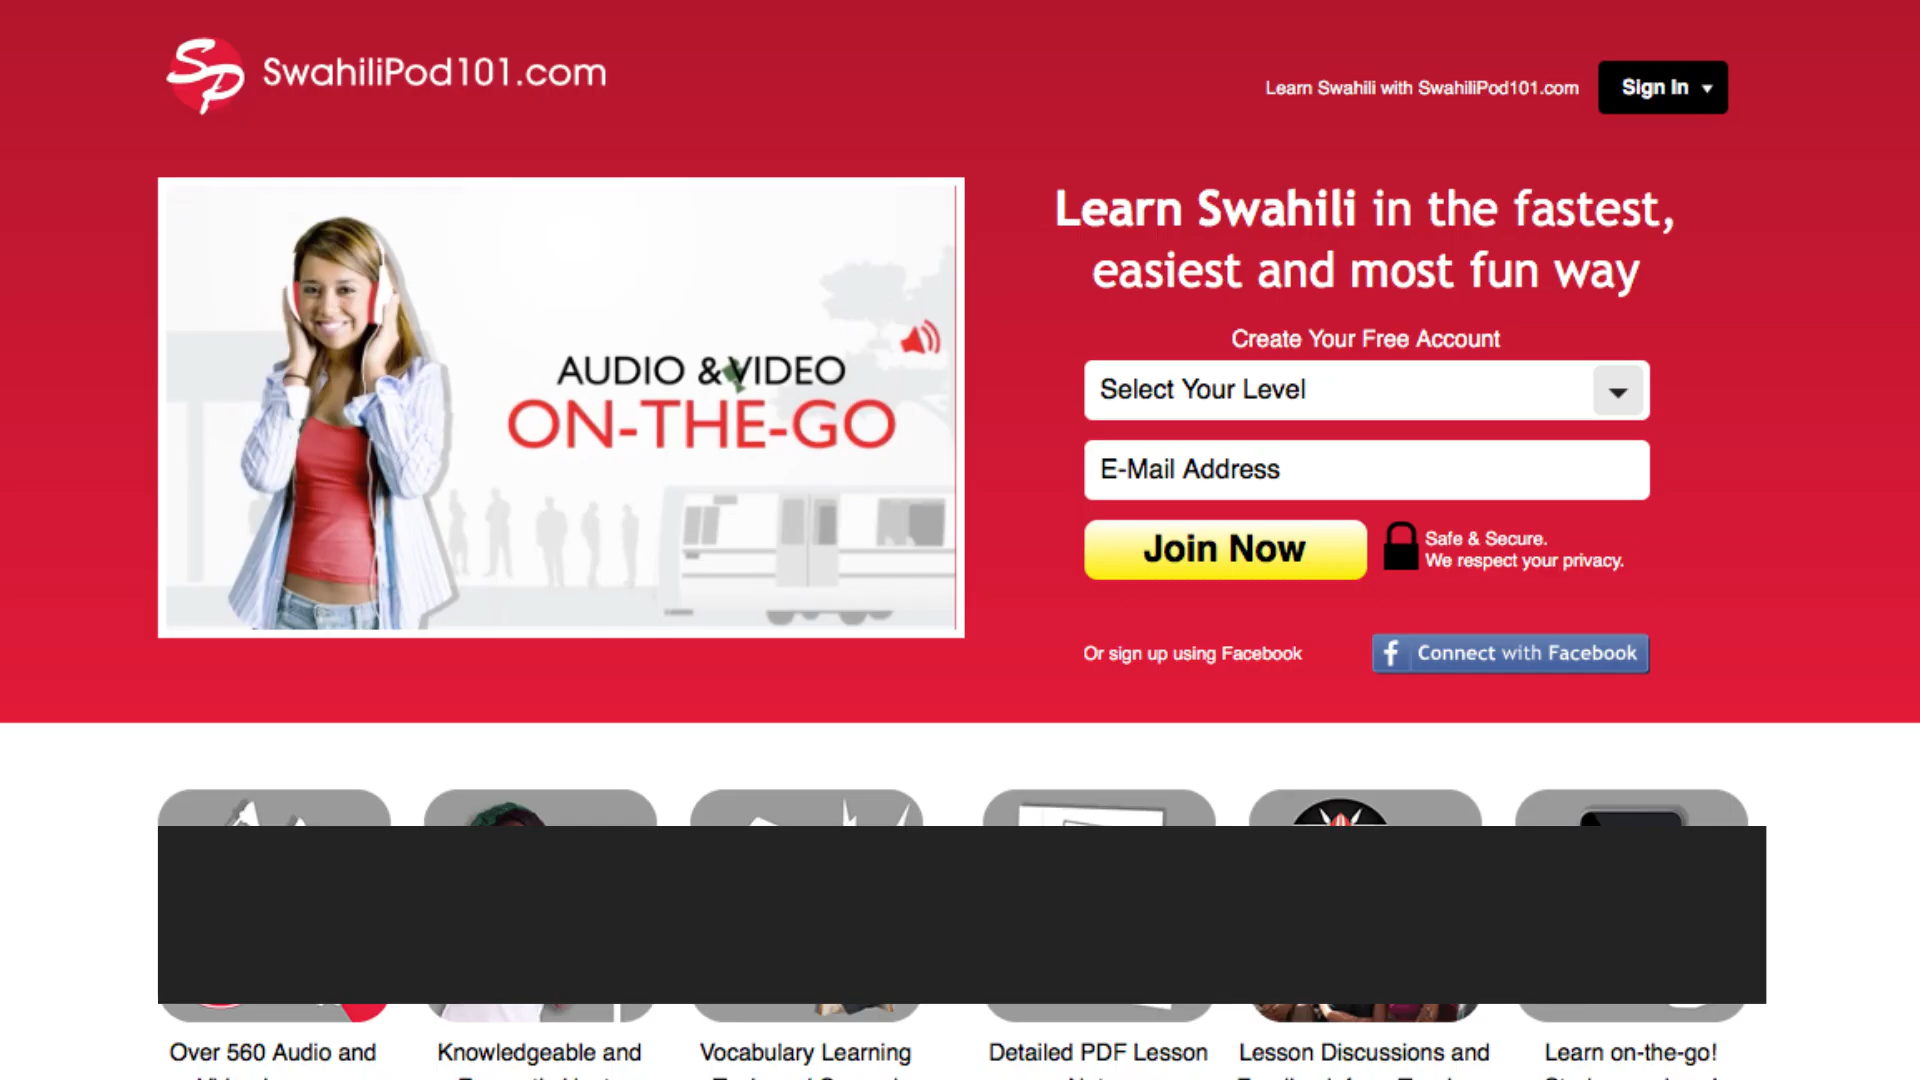 SP SwahiliPod101.com
Learn Swahili with SwahiliPod101.com
Sign In
AUDIO & VIDEO
ON-THE-GO
Learn Swahili in the fastest,
easiest and most fun way
Create Your Free Account
Select Your Level
E-Mail Address
Join Now
Safe & Secure.
We respect your privacy.
Or sign up using Facebook
f Connect with Facebook
Over 560 Audio and
Knowledgeable and
Vocabulary Learning
Detailed PDF Lesson
Lesson Discussions and
Learn on-the-go!